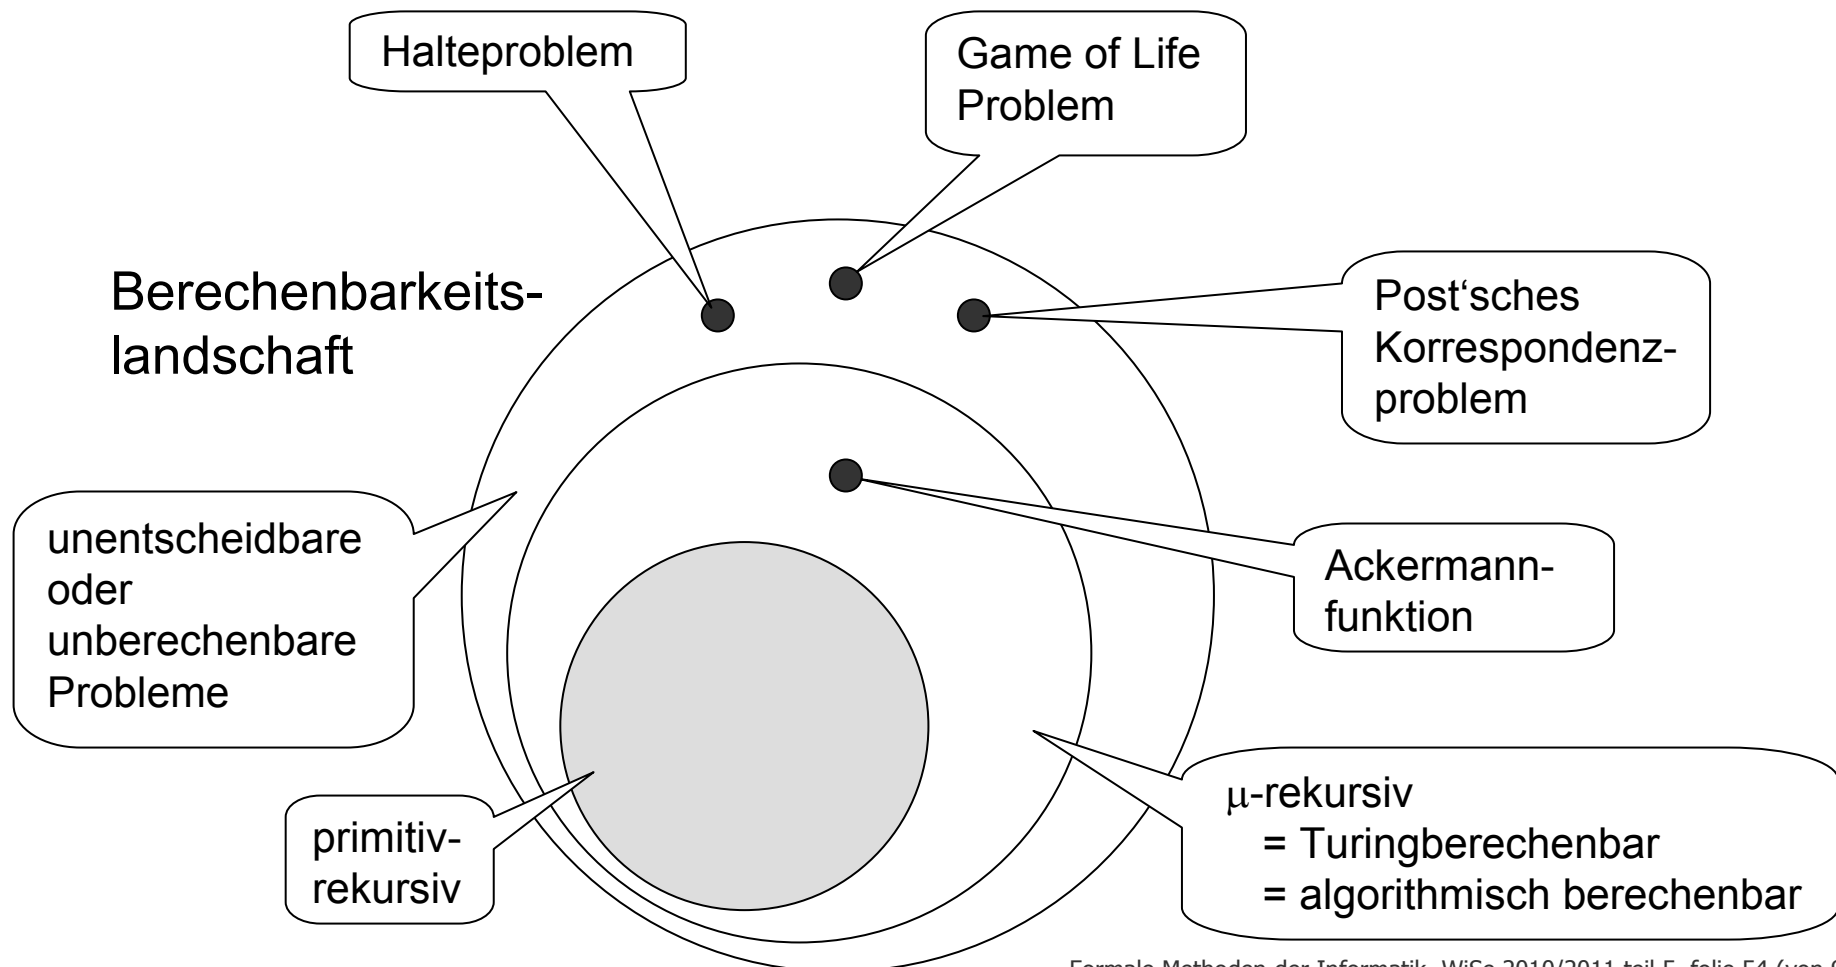 Halteproblem
Game of Life
Problem
Berechenbarkeits-
landschaft
Post‘sches
Korrespondenz-
problem
unentscheidbare
oder
unberechenbare
Probleme
Ackermann-
funktion
primitiv-
rekursiv
μ-rekursiv
= Turingberechenbar
= algorithmisch berechenbar
Formale Methoden der Informatik WiSe 2010/2011 teil 5, folie 54 (von